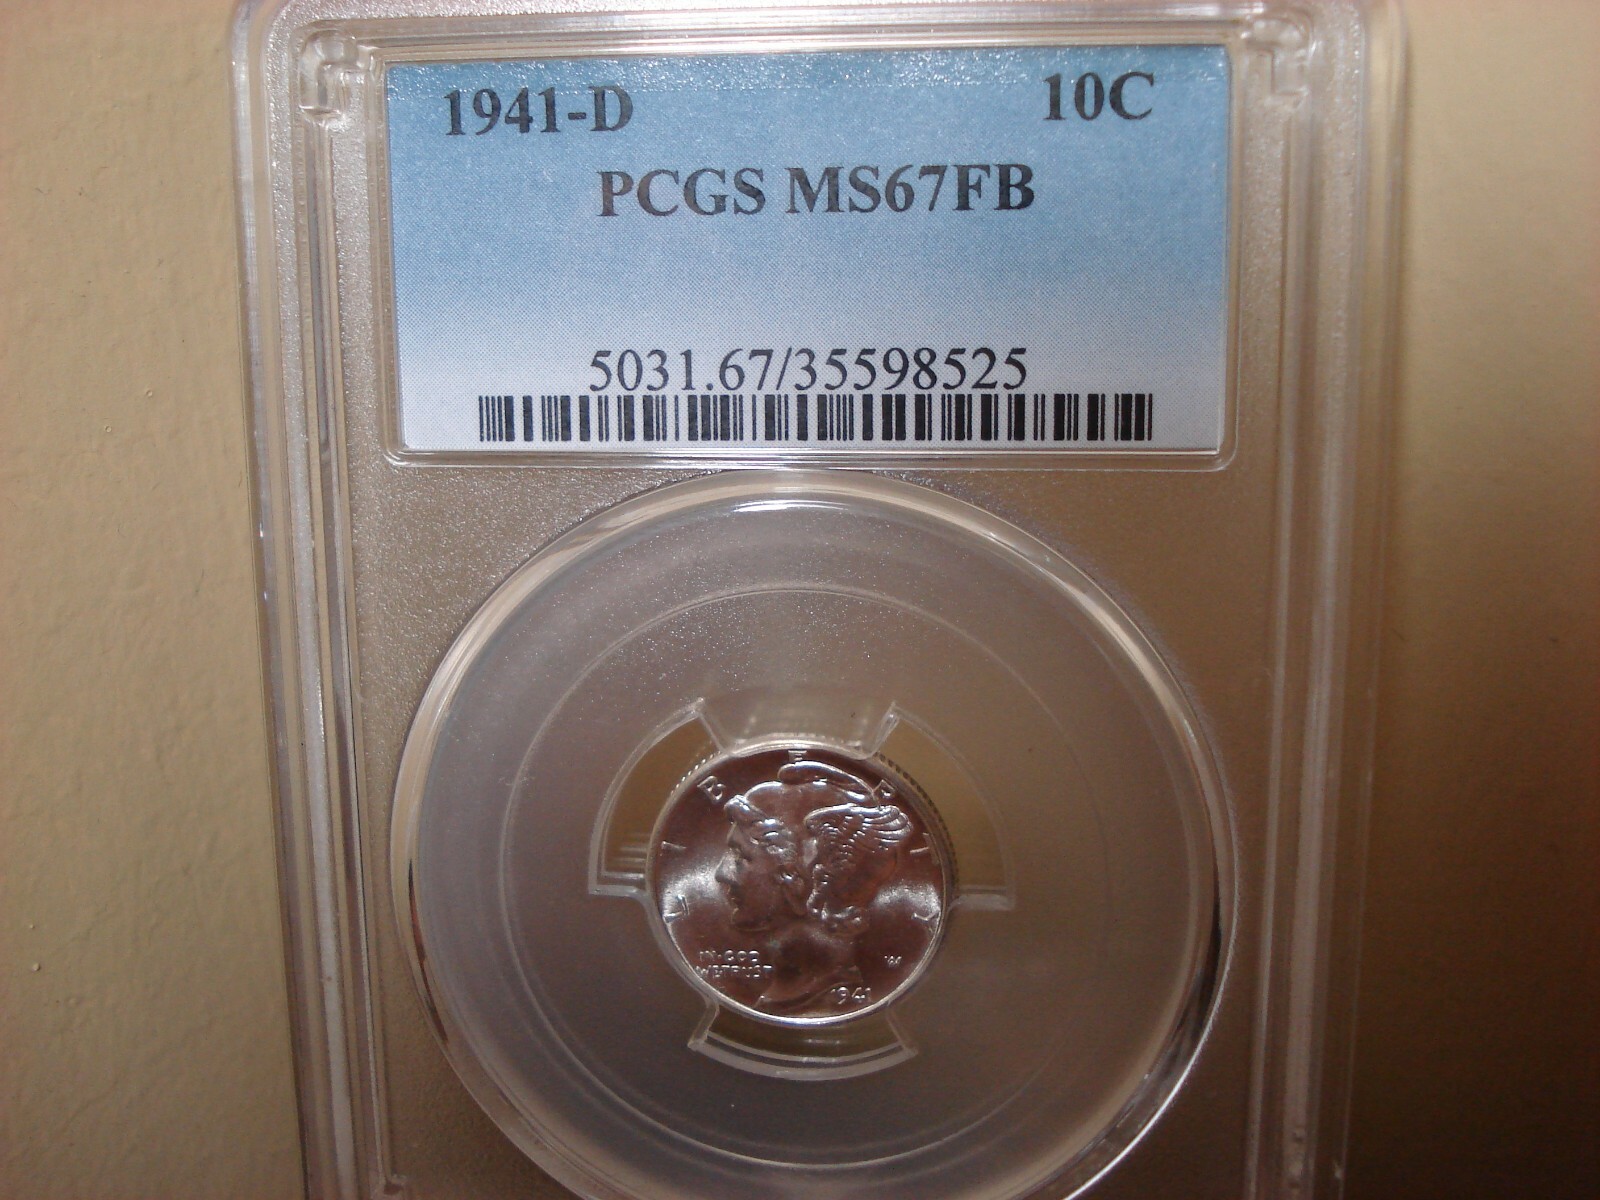 1941-D 10C
PCGS MS67FB
5031.67/35598525
LIBERTY
IN·GOD
WE TRUST
W
1941